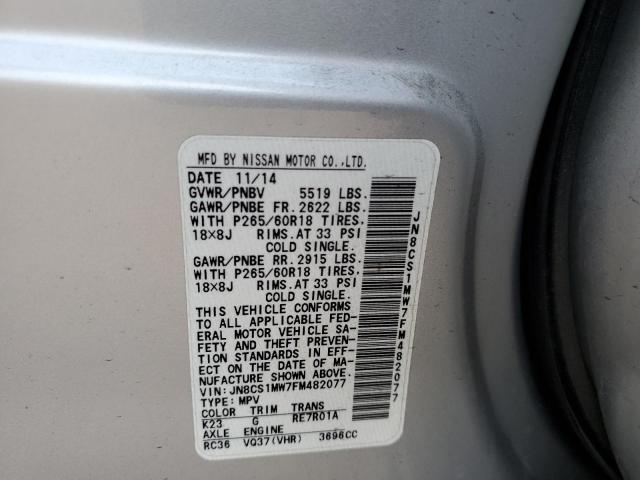 MFD BY NISSAN MOTOR CO.,LTD.
DATE 11/14
GVWR/PNBV 5519 LBS.
GAWR/PNBE FR. 2622 LBS.
WITH P265/60R18 TIRES.
18×8J RIMS.AT 33 PSI
COLD SINGLE.
GAWR/PNBE RR. 2915 LBS.
WITH P265/60R18 TIRES.
18×8J RIMS.AT 33 PSI
COLD SINGLE.
THIS VEHICLE CONFORMS
TO ALL APPLICABLE FED-
ERAL MOTOR VEHICLE SA-
FETY AND THEFT PREVEN-
TION STANDARDS IN EFF-
ECT ON THE DATE OF MA-
NUFACTURE SHOWN ABOVE.
VIN: JN8CS1MW7FM482077
TYPE: MPV
COLOR TRIM TRANS
K23 G RE7R01A
AXLE ENGINE
RC36 VQ37(VHR) 3696CC
JN8CS1MW7FM482077